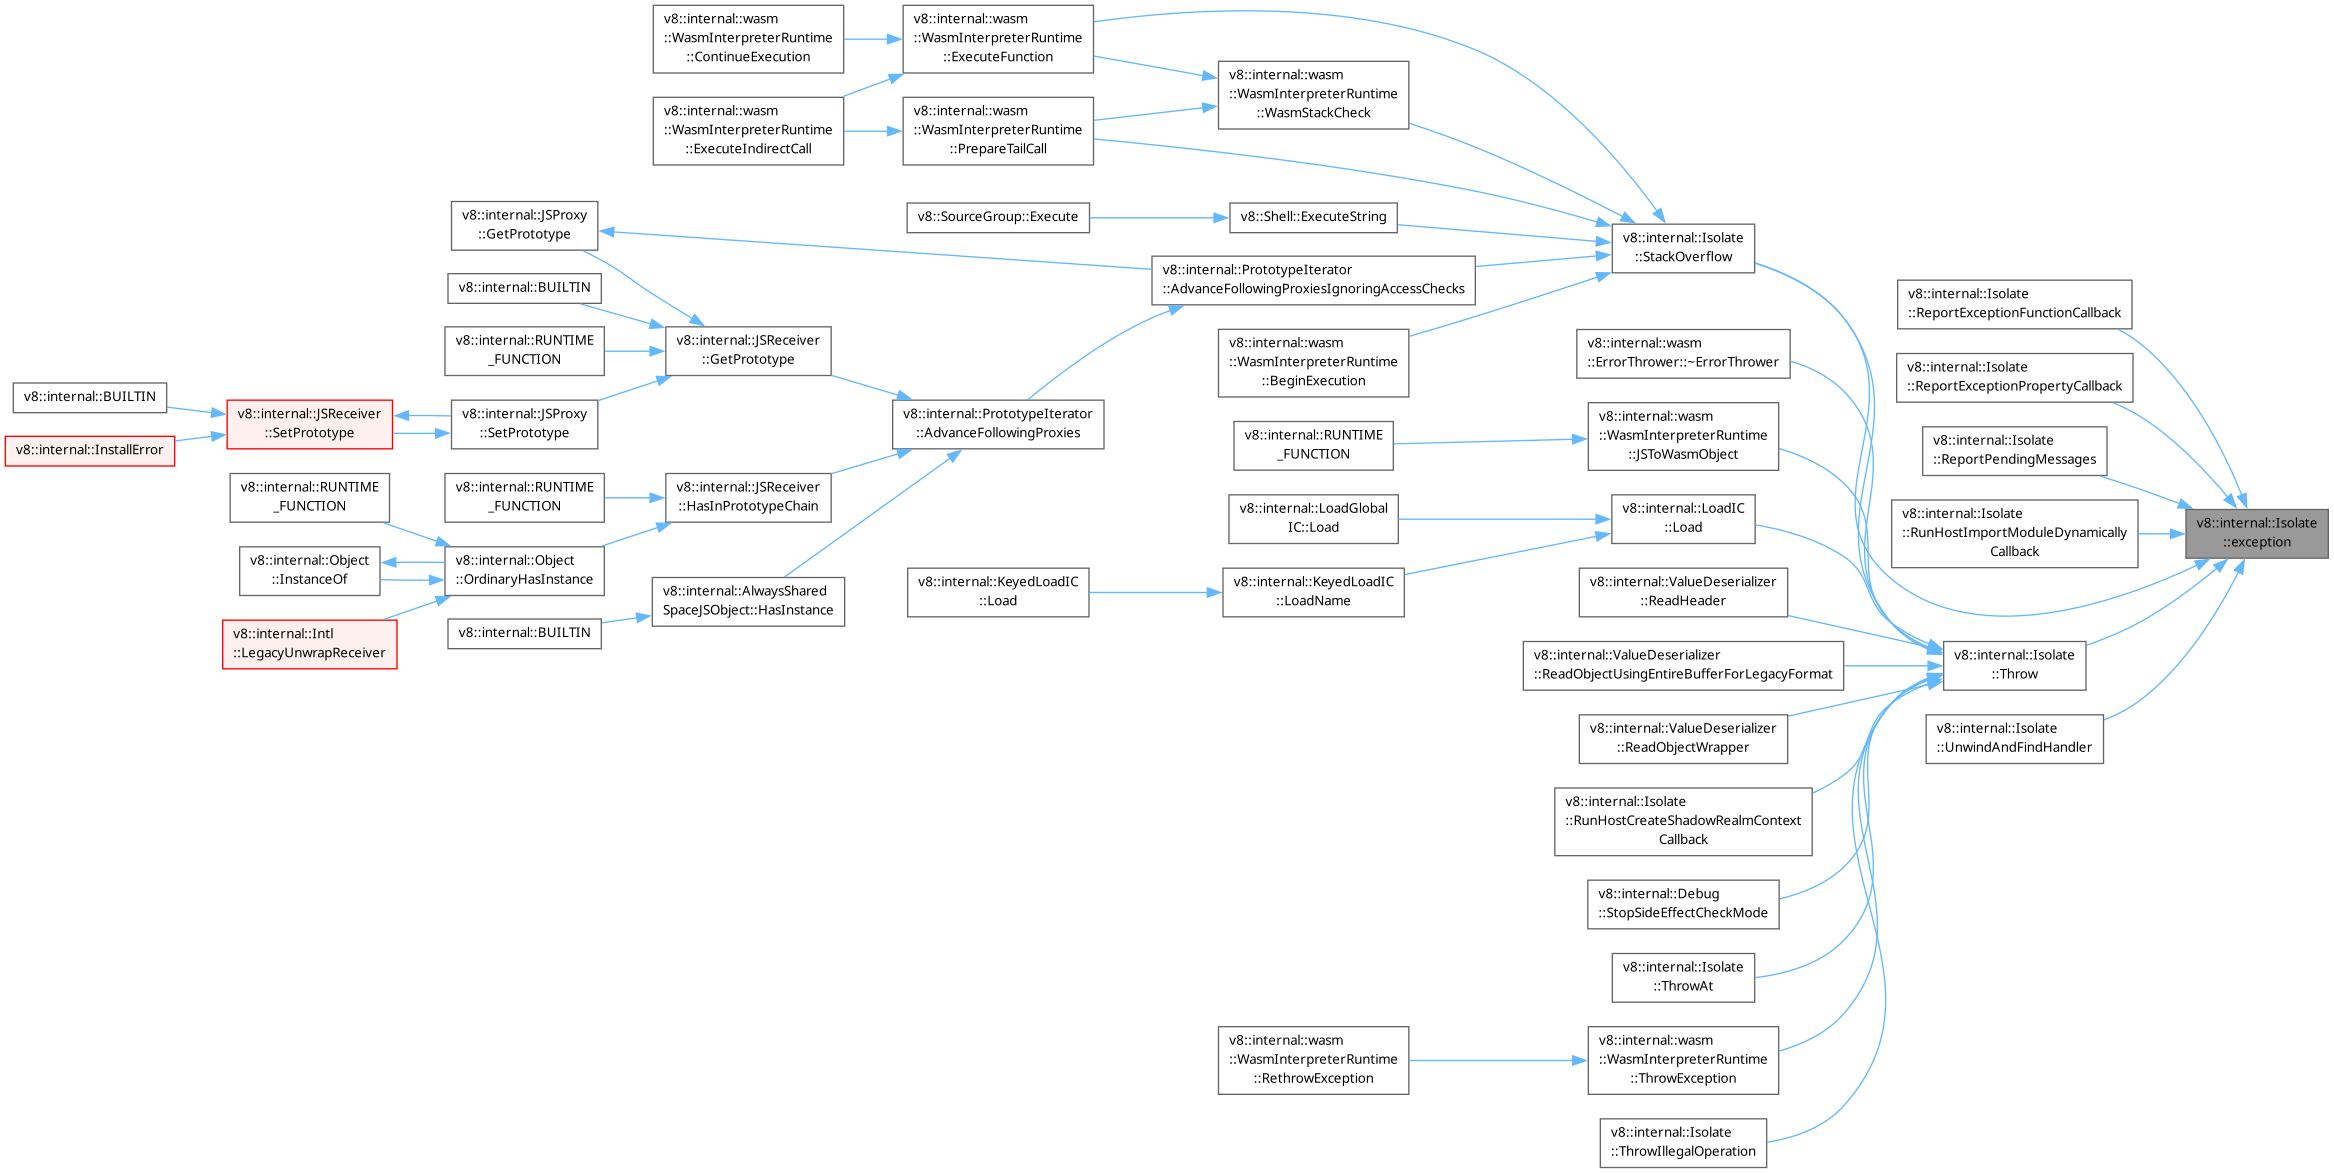 v8::internal::wasm
::WasmInterpreterRuntime
::ContinueExecution
v8::internal::wasm
::WasmInterpreterRuntime
::ExecuteFunction
v8::internal::wasm
::WasmInterpreterRuntime
::WasmStackCheck
v8::internal::wasm
::WasmInterpreterRuntime
::ExecuteIndirectCall
v8::internal::wasm
::WasmInterpreterRuntime
::PrepareTailCall
v8::internal::JSProxy
::GetPrototype
v8::SourceGroup::Execute
v8::Shell::ExecuteString
v8::internal::Isolate
::StackOverflow
v8::internal::PrototypeIterator
::AdvanceFollowingProxiesIgnoringAccessChecks
v8::internal::BUILTIN
v8::internal::Isolate
::ReportExceptionFunctionCallback
v8::internal::RUNTIME
_FUNCTION
v8::internal::JSReceiver
::GetPrototype
v8::internal::wasm
::WasmInterpreterRuntime
::BeginExecution
v8::internal::wasm
::ErrorThrower::~ErrorThrower
v8::internal::Isolate
::ReportExceptionPropertyCallback
v8::internal::BUILTIN
v8::internal::JSReceiver
::SetPrototype
v8::internal::JSProxy
::SetPrototype
v8::internal::PrototypeIterator
::AdvanceFollowingProxies
v8::internal::RUNTIME
_FUNCTION
v8::internal::wasm
::WasmInterpreterRuntime
::JSToWasmObject
v8::internal::Isolate
::ReportPendingMessages
v8::internal::InstallError
v8::internal::RUNTIME
_FUNCTION
v8::internal::RUNTIME
_FUNCTION
v8::internal::JSReceiver
::HasInPrototypeChain
v8::internal::LoadGlobal
IC::Load
v8::internal::LoadIC
::Load
v8::internal::Isolate
::RunHostImportModuleDynamically
Callback
v8::internal::Isolate
::exception
v8::internal::Object
::InstanceOf
v8::internal::Object
::OrdinaryHasInstance
v8::internal::AlwaysShared
SpaceJSObject::HasInstance
v8::internal::KeyedLoadIC
::Load
v8::internal::KeyedLoadIC
::LoadName
v8::internal::ValueDeserializer
::ReadHeader
v8::internal::Intl
::LegacyUnwrapReceiver
v8::internal::BUILTIN
v8::internal::ValueDeserializer
::ReadObjectUsingEntireBufferForLegacyFormat
v8::internal::Isolate
::Throw
v8::internal::ValueDeserializer
::ReadObjectWrapper
v8::internal::Isolate
::UnwindAndFindHandler
v8::internal::Isolate
::RunHostCreateShadowRealmContext
Callback
v8::internal::Debug
::StopSideEffectCheckMode
v8::internal::Isolate
::ThrowAt
v8::internal::wasm
::WasmInterpreterRuntime
::RethrowException
v8::internal::wasm
::WasmInterpreterRuntime
::ThrowException
v8::internal::Isolate
::ThrowIllegalOperation